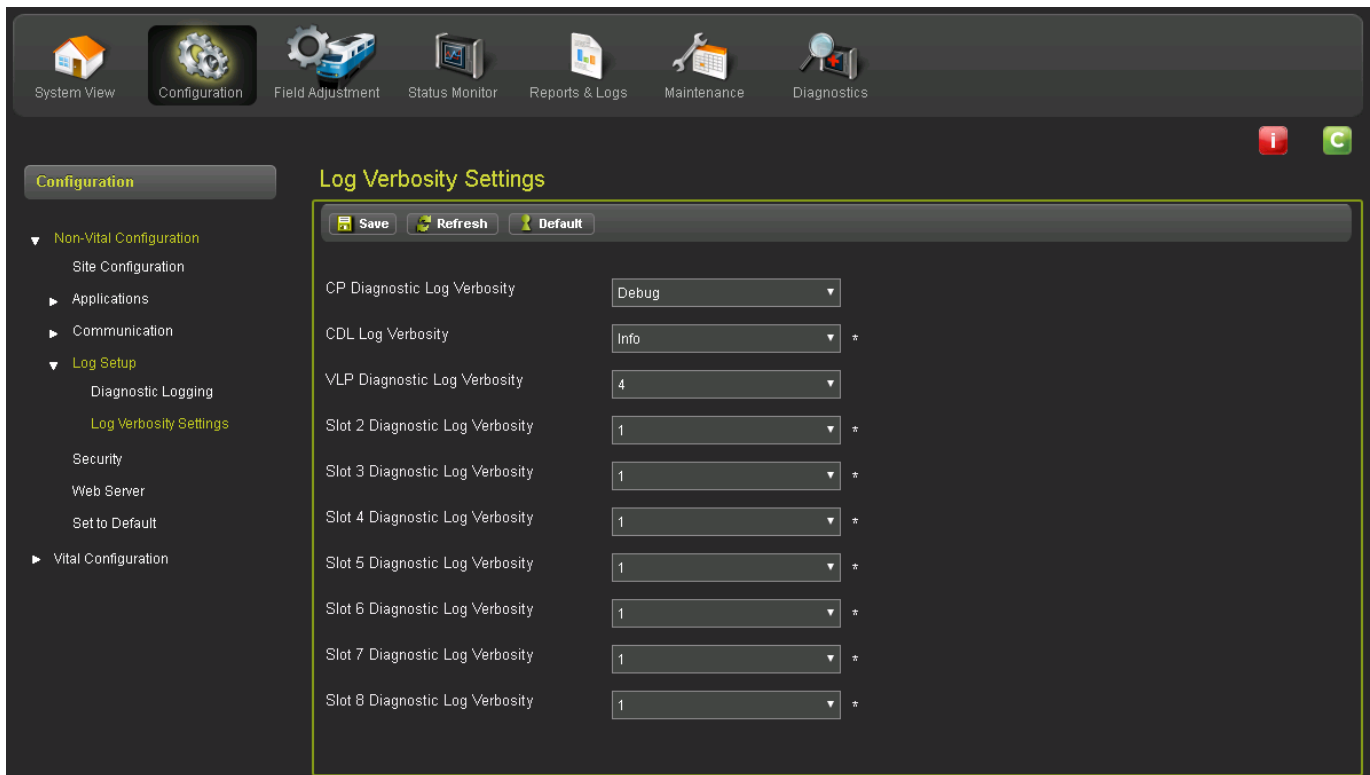 System View Configuration Field Adjustment Status Monitor Reports & Logs Maintenance Diagnostics
i C
Configuration
Non-Vital Configuration
Site Configuration
Applications
Communication
Log Setup
Diagnostic Logging
Log Verbosity Settings
Security
Web Server
Set to Default
Vital Configuration
Log Verbosity Settings
Save Refresh Default
CP Diagnostic Log Verbosity Debug
CDL Log Verbosity Info *
VLP Diagnostic Log Verbosity 4
Slot 2 Diagnostic Log Verbosity 1 *
Slot 3 Diagnostic Log Verbosity 1 *
Slot 4 Diagnostic Log Verbosity 1 *
Slot 5 Diagnostic Log Verbosity 1 *
Slot 6 Diagnostic Log Verbosity 1 *
Slot 7 Diagnostic Log Verbosity 1 *
Slot 8 Diagnostic Log Verbosity 1 *